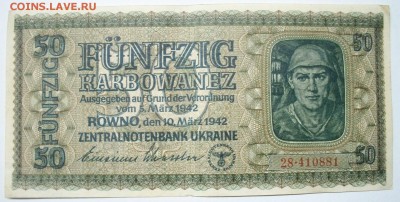 COINS.LAVE.RU
50
FÜNFZIG
50
FÜNFZIG
KARBOWANEZ
Ausgegeben auf Grund der Verordnung
vom 5. März 1942
ROWNO, den 10. März 1942
ZENTRALNOTENBANK UKRAINE
50
28·410881
50